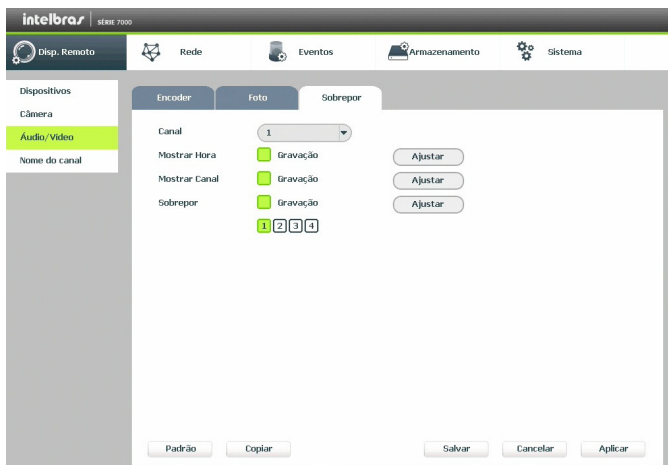 intelbras SÉRIE 7000
Disp. Remoto Rede Eventos Armazenamento Sistema
Dispositivos
Câmera
Áudio/Vídeo
Nome do canal
Encoder Foto Sobrepor
Canal 1
Mostrar Hora Gravação Ajustar
Mostrar Canal Gravação Ajustar
Sobrepor Gravação Ajustar
1 2 3 4
Padrão Copiar Salvar Cancelar Aplicar